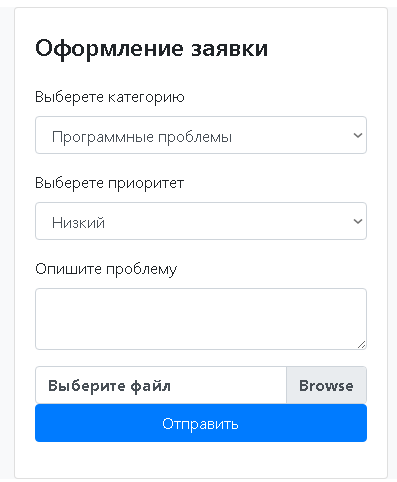 Оформление заявки
Выберете категорию
Программные проблемы
Выберете приоритет
Низкий
Опишите проблему
Выберите файл Browse
Отправить